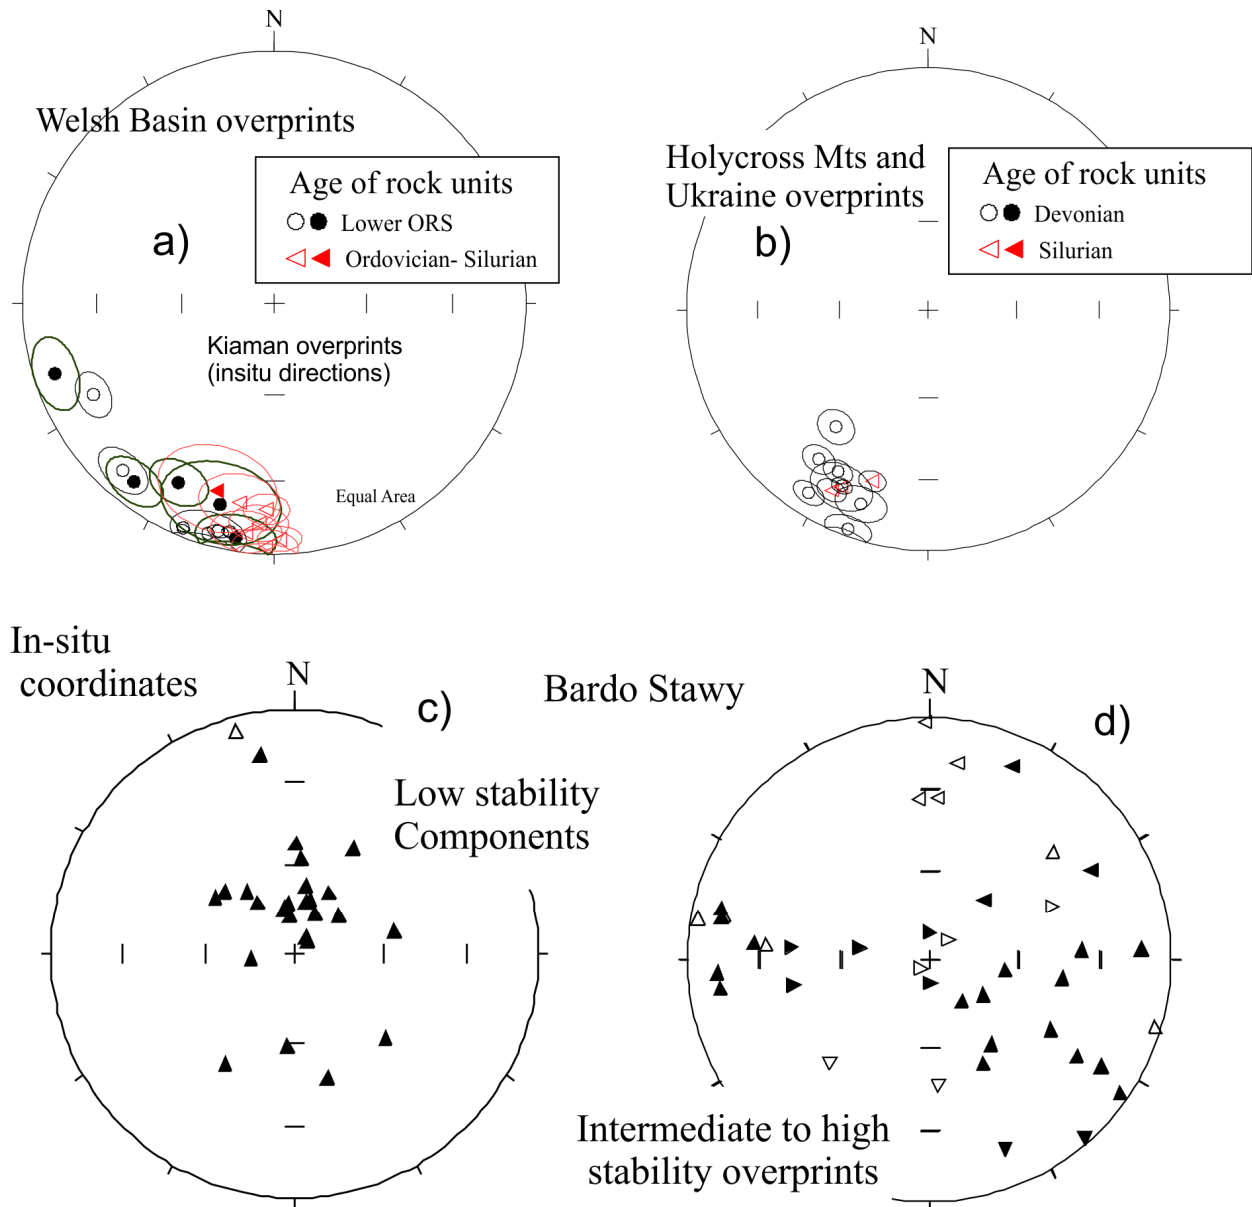 N
Welsh Basin overprints
Age of rock units
Lower ORS
Ordovician- Silurian
a)
Kiaman overprints
(insitu directions)
Equal Area
N
Holycross Mts and
Ukraine overprints
Age of rock units
Devonian
Silurian
b)
In-situ
coordinates
N
c)
Low stability
Components
Bardo Stawy
N
d)
Intermediate to high
stability overprints